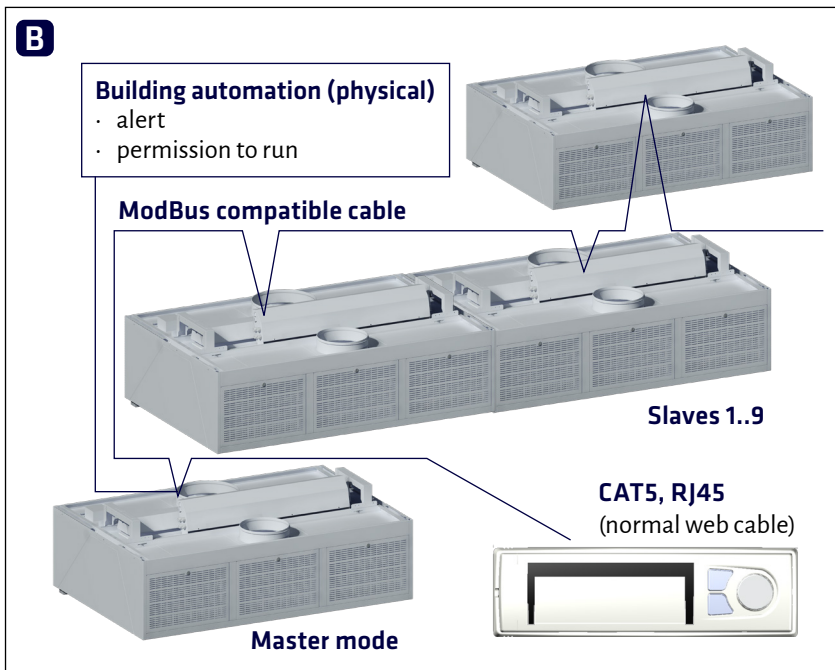 B
Building automation (physical)
· alert
· permission to run
ModBus compatible cable
Slaves 1..9
CAT5, RJ45
(normal web cable)
Master mode